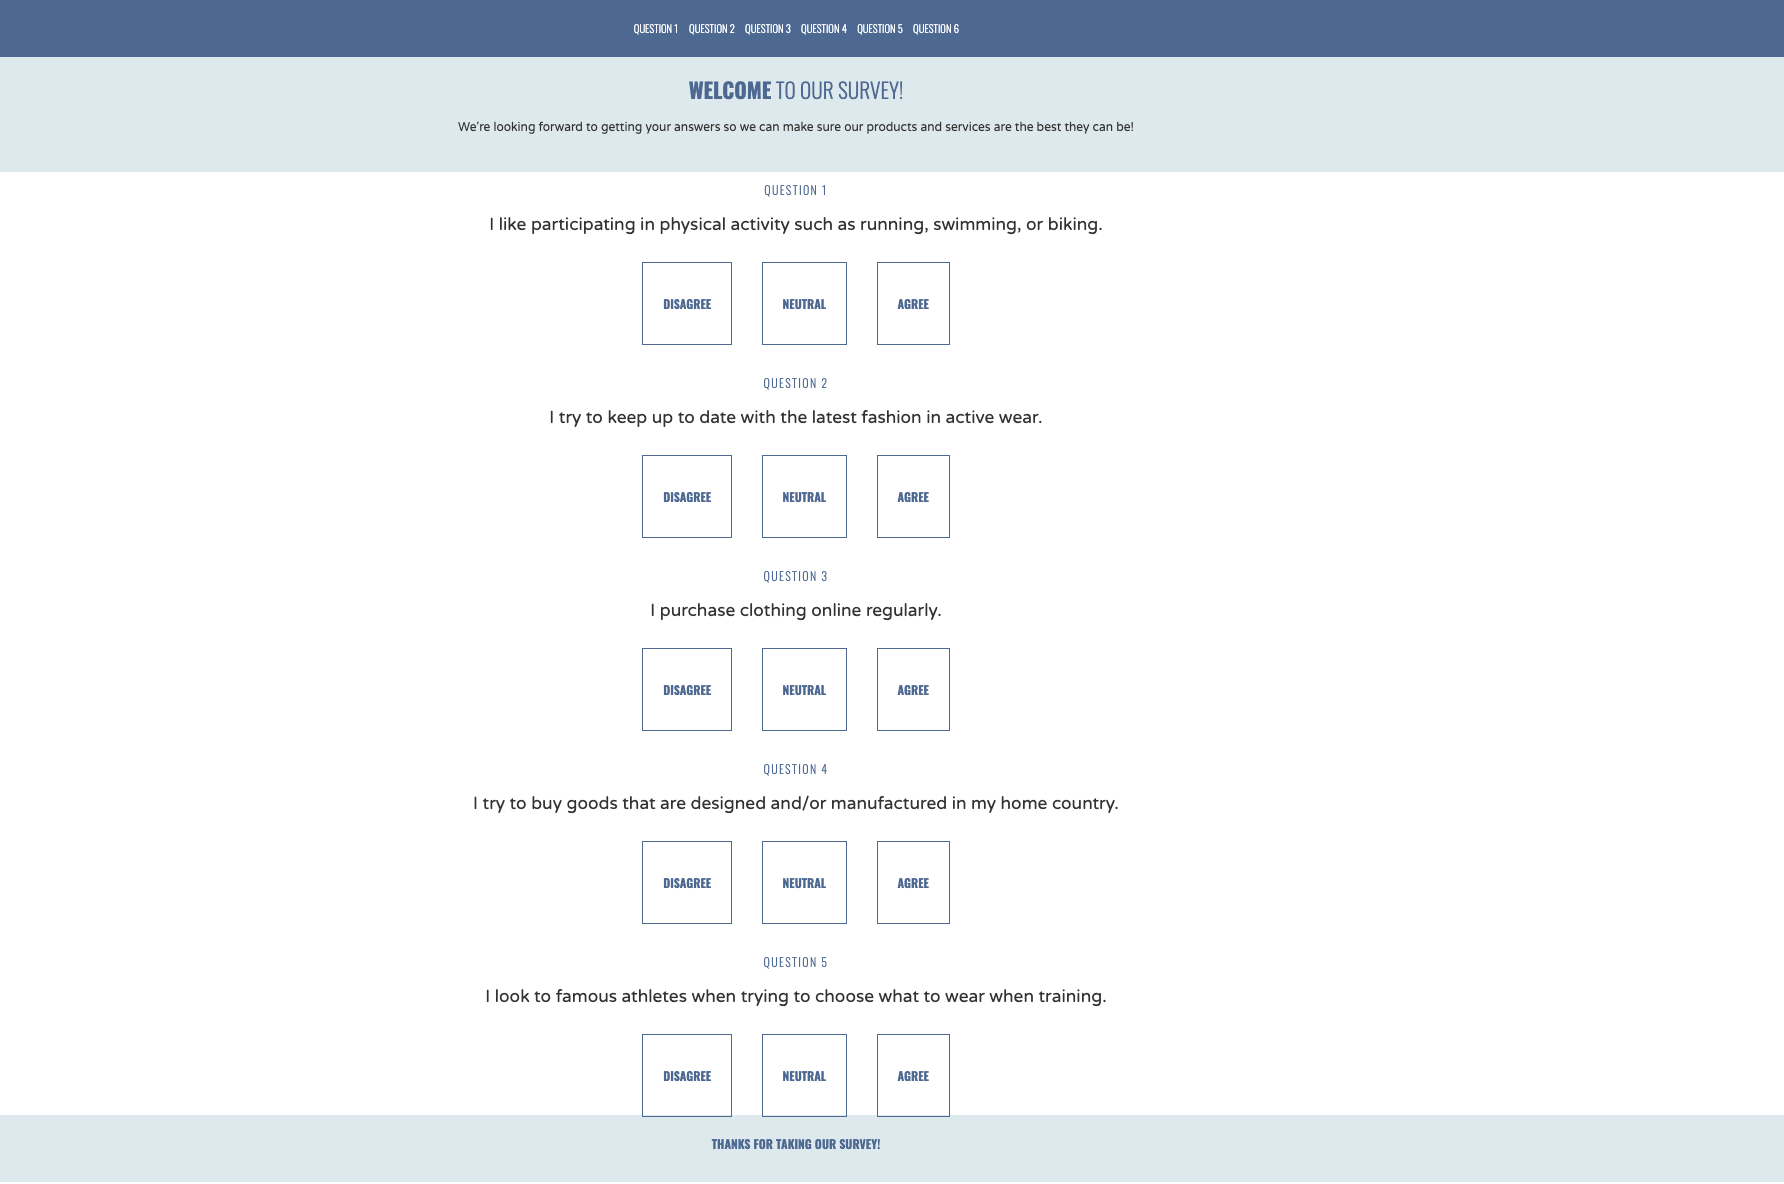 QUESTION 1 QUESTION 2 QUESTION 3 QUESTION 4 QUESTION 5 QUESTION 6
WELCOME TO OUR SURVEY!
We're looking forward to getting your answers so we can make sure our products and services are the best they can be!
QUESTION 1
I like participating in physical activity such as running, swimming, or biking.
DISAGREE NEUTRAL AGREE
QUESTION 2
I try to keep up to date with the latest fashion in active wear.
DISAGREE NEUTRAL AGREE
QUESTION 3
I purchase clothing online regularly.
DISAGREE NEUTRAL AGREE
QUESTION 4
I try to buy goods that are designed and/or manufactured in my home country.
DISAGREE NEUTRAL AGREE
QUESTION 5
I look to famous athletes when trying to choose what to wear when training.
DISAGREE NEUTRAL AGREE
THANKS FOR TAKING OUR SURVEY!